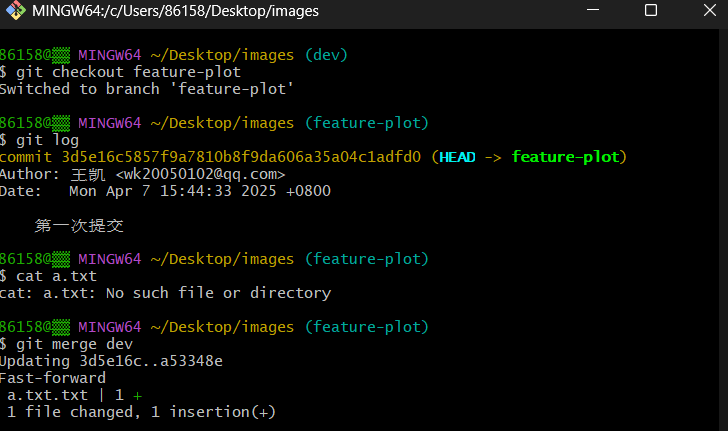 MINGW64:/c/Users/86158/Desktop/images
86158@▒▒ MINGW64 ~/Desktop/images (dev)
$ git checkout feature-plot
Switched to branch 'feature-plot'
86158@▒▒ MINGW64 ~/Desktop/images (feature-plot)
$ git log
commit 3d5e16c5857f9a7810b8f9da606a35a04c1adfd0 (HEAD -> feature-plot)
Author: 王凯 <wk20050102@qq.com>
Date:   Mon Apr 7 15:44:33 2025 +0800
第一次提交
86158@▒▒ MINGW64 ~/Desktop/images (feature-plot)
$ cat a.txt
cat: a.txt: No such file or directory
86158@▒▒ MINGW64 ~/Desktop/images (feature-plot)
$ git merge dev
Updating 3d5e16c..a53348e
Fast-forward
a.txt.txt | 1 +
1 file changed, 1 insertion(+)